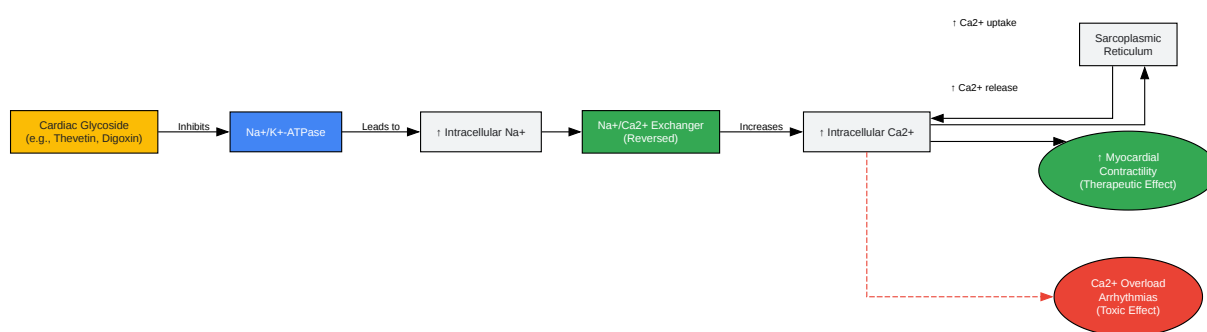 Cardiac Glycoside
(e.g., Thevetin, Digoxin)
Inhibits
Na+/K+-ATPase
Leads to
↑ Intracellular Na+
Na+/Ca2+ Exchanger
(Reversed)
Increases
↑ Intracellular Ca2+
↑ Ca2+ uptake
↑ Ca2+ release
Sarcoplasmic
Reticulum
↑ Myocardial
Contractility
(Therapeutic Effect)
Ca2+ Overload
Arrhythmias
(Toxic Effect)